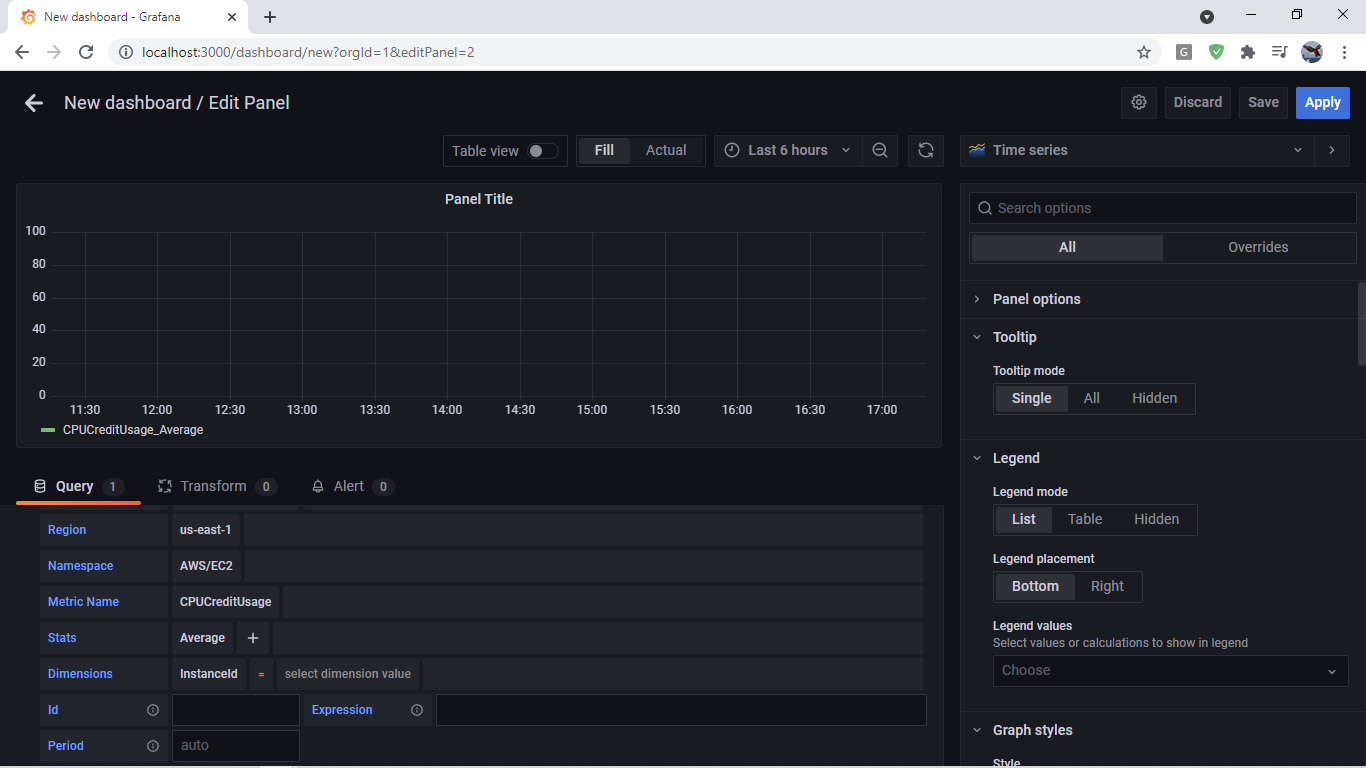 New dashboard - Grafana
localhost:3000/dashboard/new?orgId=1&editPanel=2
G
New dashboard / Edit Panel
Discard
Save
Apply
Table view
Fill
Actual
Last 6 hours
Time series
Panel Title
100
80
60
40
20
0
11:30 12:00 12:30 13:00 13:30 14:00 14:30 15:00 15:30 16:00 16:30 17:00
CPUCreditUsage_Average
Query 1
Transform 0
Alert 0
Region us-east-1
Namespace AWS/EC2
Metric Name CPUCreditUsage
Stats Average +
Dimensions InstanceId = select dimension value
Id Expression
Period auto
Search options
All Overrides
Panel options
Tooltip
Tooltip mode
Single All Hidden
Legend
Legend mode
List Table Hidden
Legend placement
Bottom Right
Legend values
Select values or calculations to show in legend
Choose
Graph styles
Style